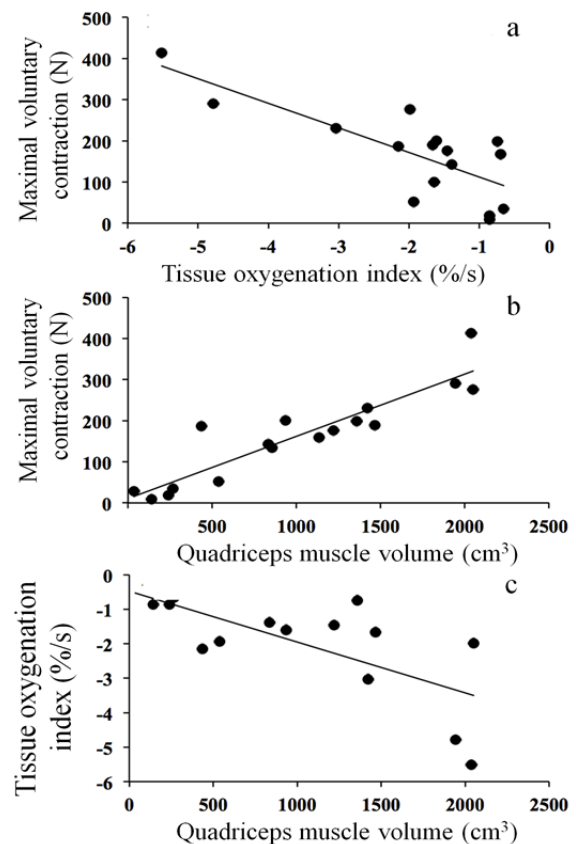 a
500
400
300
200
100
0
Maximal voluntary
contraction (N)
-6 -5 -4 -3 -2 -1 0
Tissue oxygenation index (%/s)
b
500
400
300
200
100
0
Maximal voluntary
contraction (N)
500 1000 1500 2000 2500
Quadriceps muscle volume (cm³)
c
0
-1
-2
-3
-4
-5
-6
Tissue oxygenation
index (%/s)
0 500 1000 1500 2000 2500
Quadriceps muscle volume (cm³)